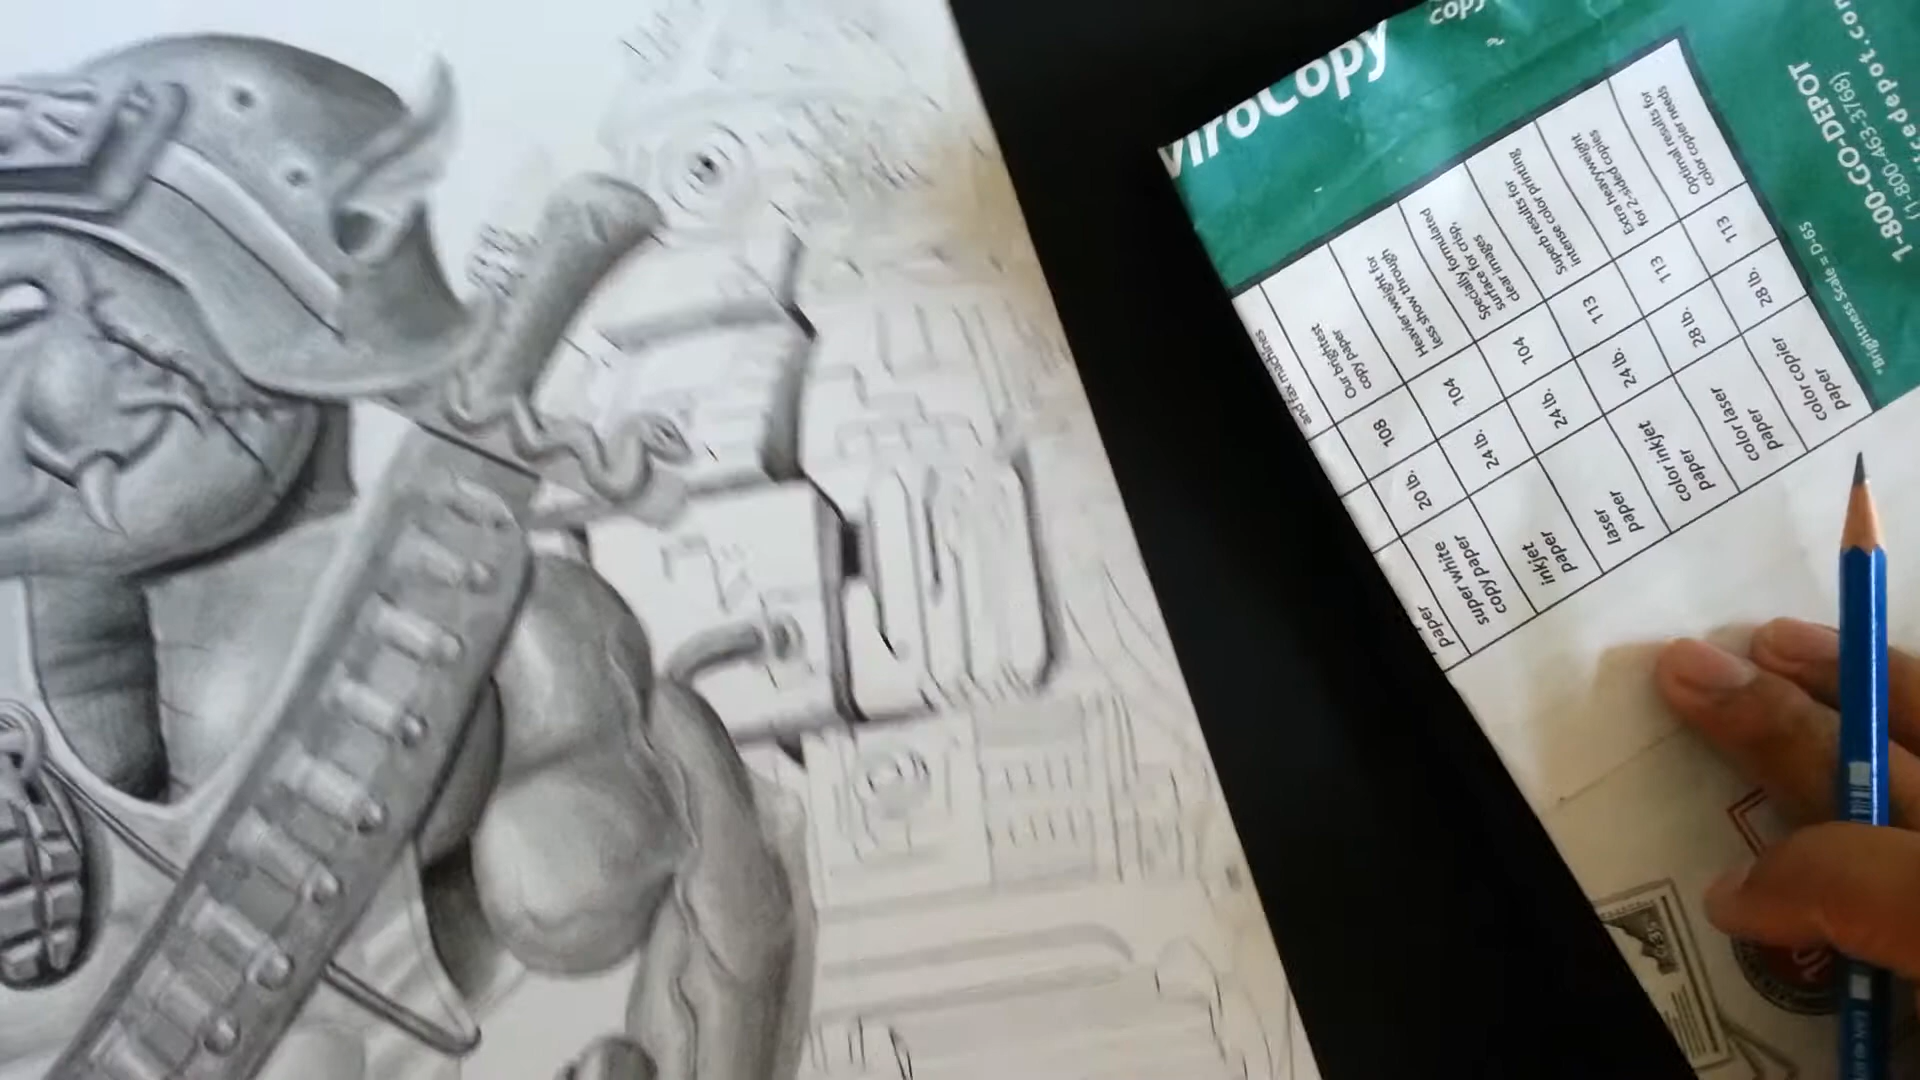 viroCopy
copy
1-800-GO-DEPOT
(1-800-463-3768)
*Brightness Scale = D-65
and fax machines
paper
super white
copy paper
20 lb.
108
Our brightest
copy paper
inkjet
paper
24 lb.
104
Heavier weight for
less show through
laser
paper
24 lb.
104
Specially formulated
surface for crisp,
clear images
color inkjet
paper
24 lb.
113
Superb results for
intense color printing
color laser
paper
28 lb.
113
Extra heavyweight
for 2-sided copies
color copier
paper
28 lb.
113
Optimal results for
color copier needs